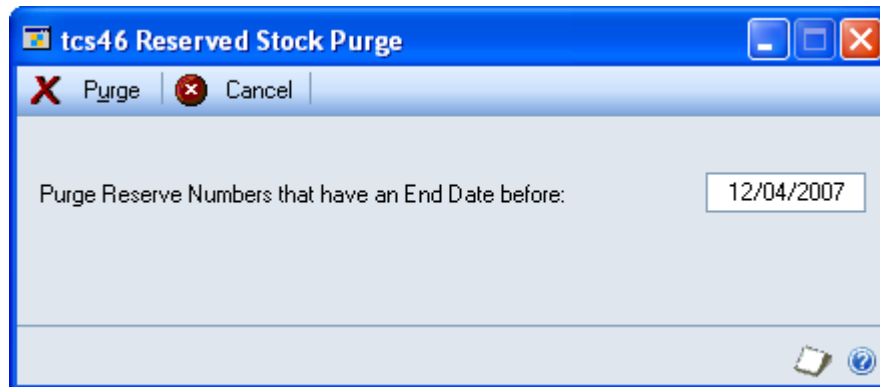 tcs46 Reserved Stock Purge
Purge Cancel
Purge Reserve Numbers that have an End Date before: 12/04/2007